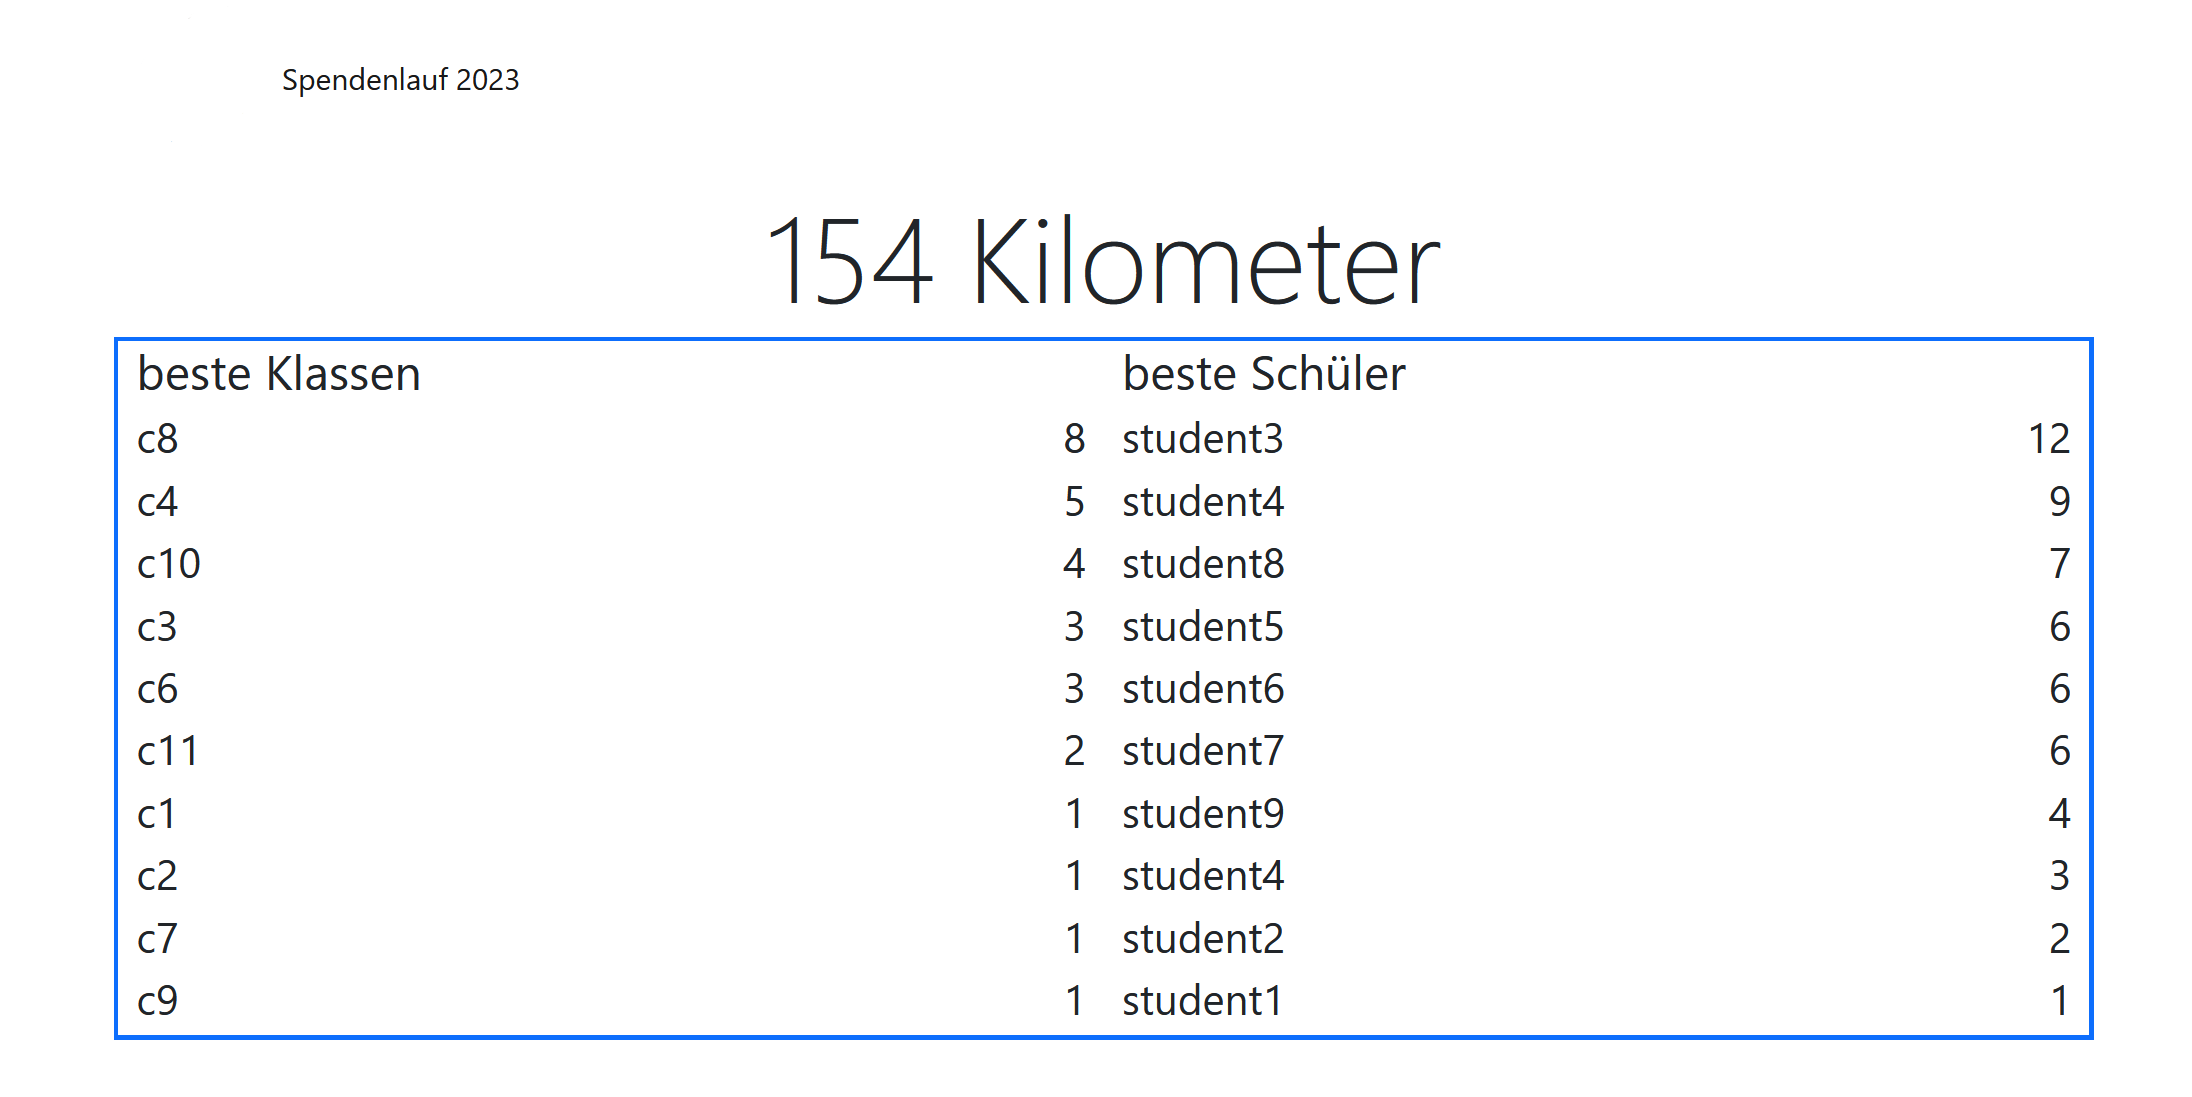 Spendenlauf 2023
154 Kilometer
beste Klassen beste Schüler
c8 8 student3 12
c4 5 student4 9
c10 4 student8 7
c3 3 student5 6
c6 3 student6 6
c11 2 student7 6
c1 1 student9 4
c2 1 student4 3
c7 1 student2 2
c9 1 student1 1